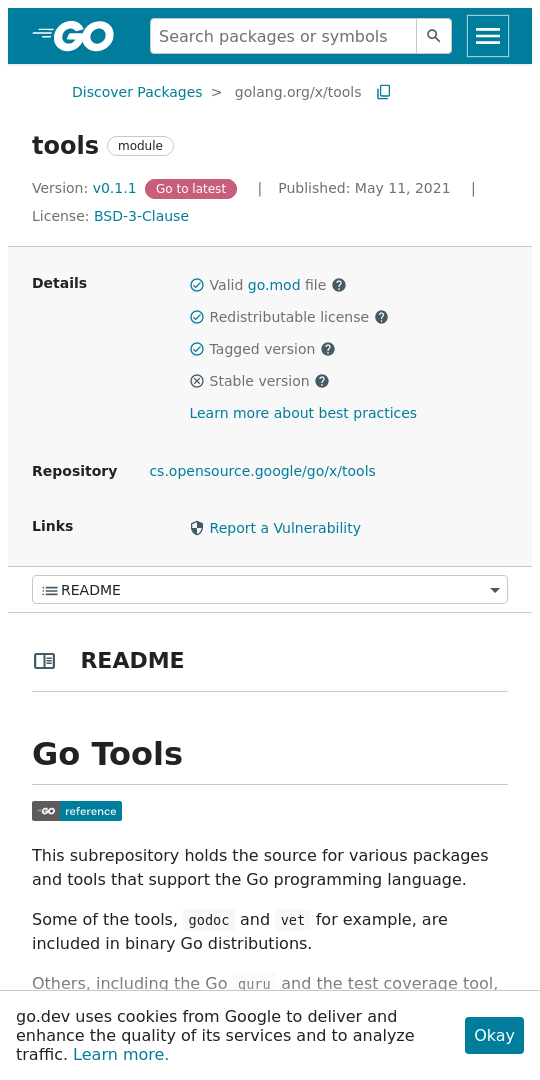 GO
Search packages or symbols
Discover Packages > golang.org/x/tools
tools module
Version: v0.1.1 Go to latest | Published: May 11, 2021 |
License: BSD-3-Clause
Details
Valid go.mod file
Redistributable license
Tagged version
Stable version
Learn more about best practices
Repository cs.opensource.google/go/x/tools
Links Report a Vulnerability
README
README
Go Tools
GO reference
This subrepository holds the source for various packages
and tools that support the Go programming language.
Some of the tools, godoc and vet for example, are
included in binary Go distributions.
Others, including the Go guru and the test coverage tool,
go.dev uses cookies from Google to deliver and
enhance the quality of its services and to analyze
traffic. Learn more.
Okay